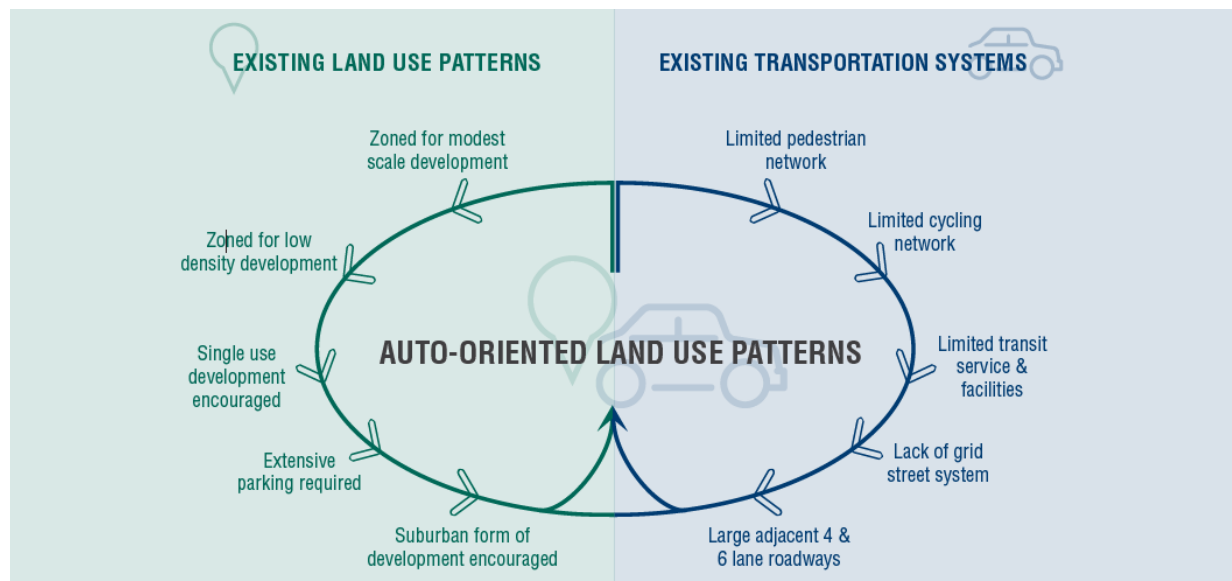 EXISTING LAND USE PATTERNS
Zoned for modest
scale development
Zoned for low
density development
Single use
development
encouraged
Extensive
parking required
Suburban form of
development encouraged
EXISTING TRANSPORTATION SYSTEMS
Limited pedestrian
network
Limited cycling
network
Limited transit
service &
facilities
Lack of grid
street system
Large adjacent 4 &
6 lane roadways
AUTO-ORIENTED LAND USE PATTERNS